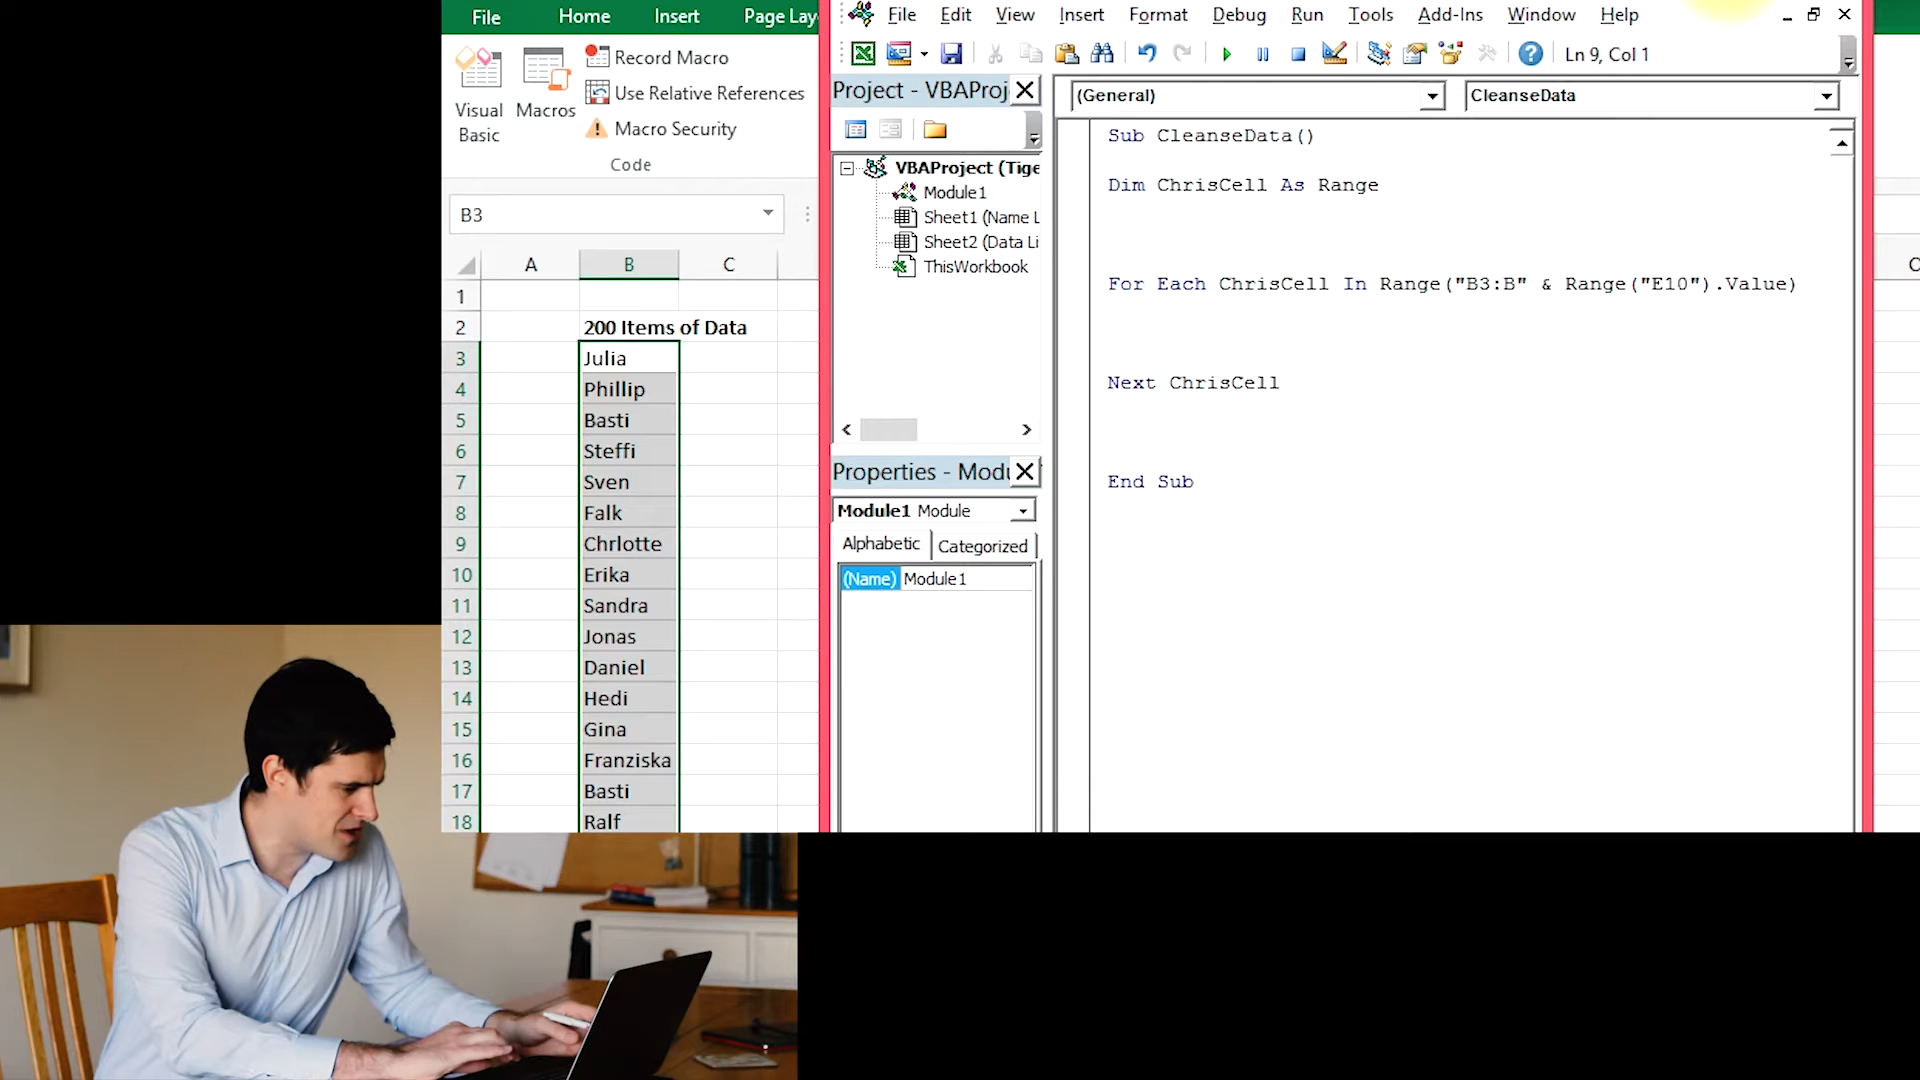 File Home Insert Page Lay
Visual Basic
Macros
Record Macro
Use Relative References
Macro Security
Code
B3
A B C
1
2 200 Items of Data
3 Julia
4 Phillip
5 Basti
6 Steffi
7 Sven
8 Falk
9 Chrlotte
10 Erika
11 Sandra
12 Jonas
13 Daniel
14 Hedi
15 Gina
16 Franziska
17 Basti
18 Ralf
File Edit View Insert Format Debug Run Tools Add-Ins Window Help
Ln 9, Col 1
Project - VBAProj
VBAProject (Tige
Module1
Sheet1 (Name L
Sheet2 (Data Li
ThisWorkbook
Properties - Modu
Module1 Module
Alphabetic Categorized
(Name) Module1
(General) CleanseData
Sub CleanseData()
Dim ChrisCell As Range
For Each ChrisCell In Range("B3:B" & Range("E10").Value)
Next ChrisCell
End Sub